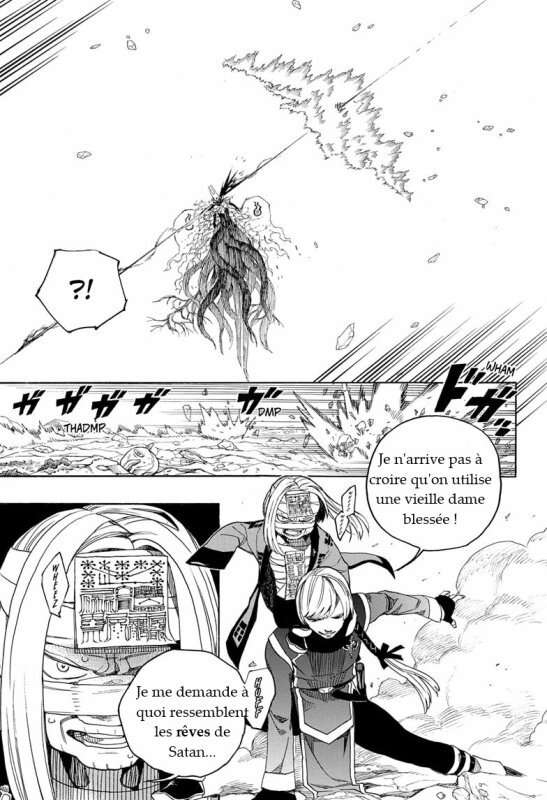 ?!
WHAM
ドガ
ガ
DMP
ガガガガ
THADMP
Je n'arrive pas à
croire qu'on utilise
une vieille dame
blessée !
WHEEZ
Je me demande à
quoi ressemblent
les rêves de
Satan...